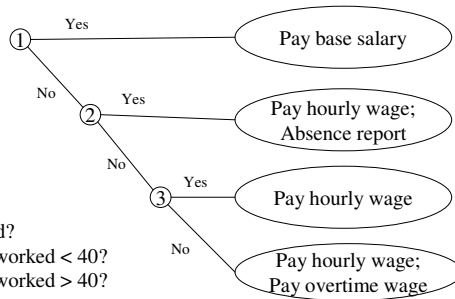 1
Yes
Pay base salary
No
2
Yes
Pay hourly wage;
Absence report
No
3
Yes
Pay hourly wage
No
Pay hourly wage;
Pay overtime wage
worked < 40?
worked > 40?